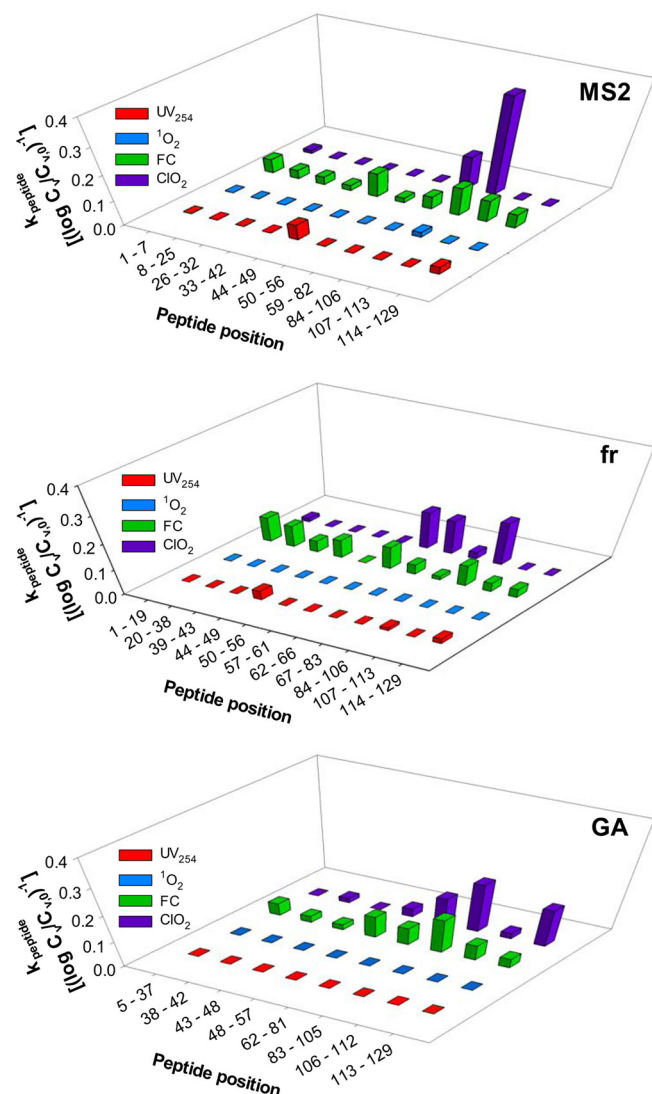 MS2
0.4
0.3
0.2
0.1
0.0
k peptide
[(log Cᵥ/Cᵥ,₀)⁻¹]
UV₂₅₄
¹O₂
FC
ClO₂
1 - 7
8 - 25
26 - 32
33 - 42
44 - 49
50 - 56
59 - 82
84 - 106
107 - 113
114 - 129
Peptide position
fr
0.4
0.3
0.2
0.1
0.0
k peptide
[(log Cᵥ/Cᵥ,₀)⁻¹]
UV₂₅₄
¹O₂
FC
ClO₂
1 - 19
20 - 38
39 - 43
44 - 49
50 - 56
57 - 61
62 - 66
67 - 83
84 - 106
107 - 113
114 - 129
Peptide position
GA
0.4
0.3
0.2
0.1
0.0
k peptide
[(log Cᵥ/Cᵥ,₀)⁻¹]
UV₂₅₄
¹O₂
FC
ClO₂
5 - 37
38 - 42
43 - 48
48 - 57
62 - 81
83 - 105
106 - 112
113 - 129
Peptide position